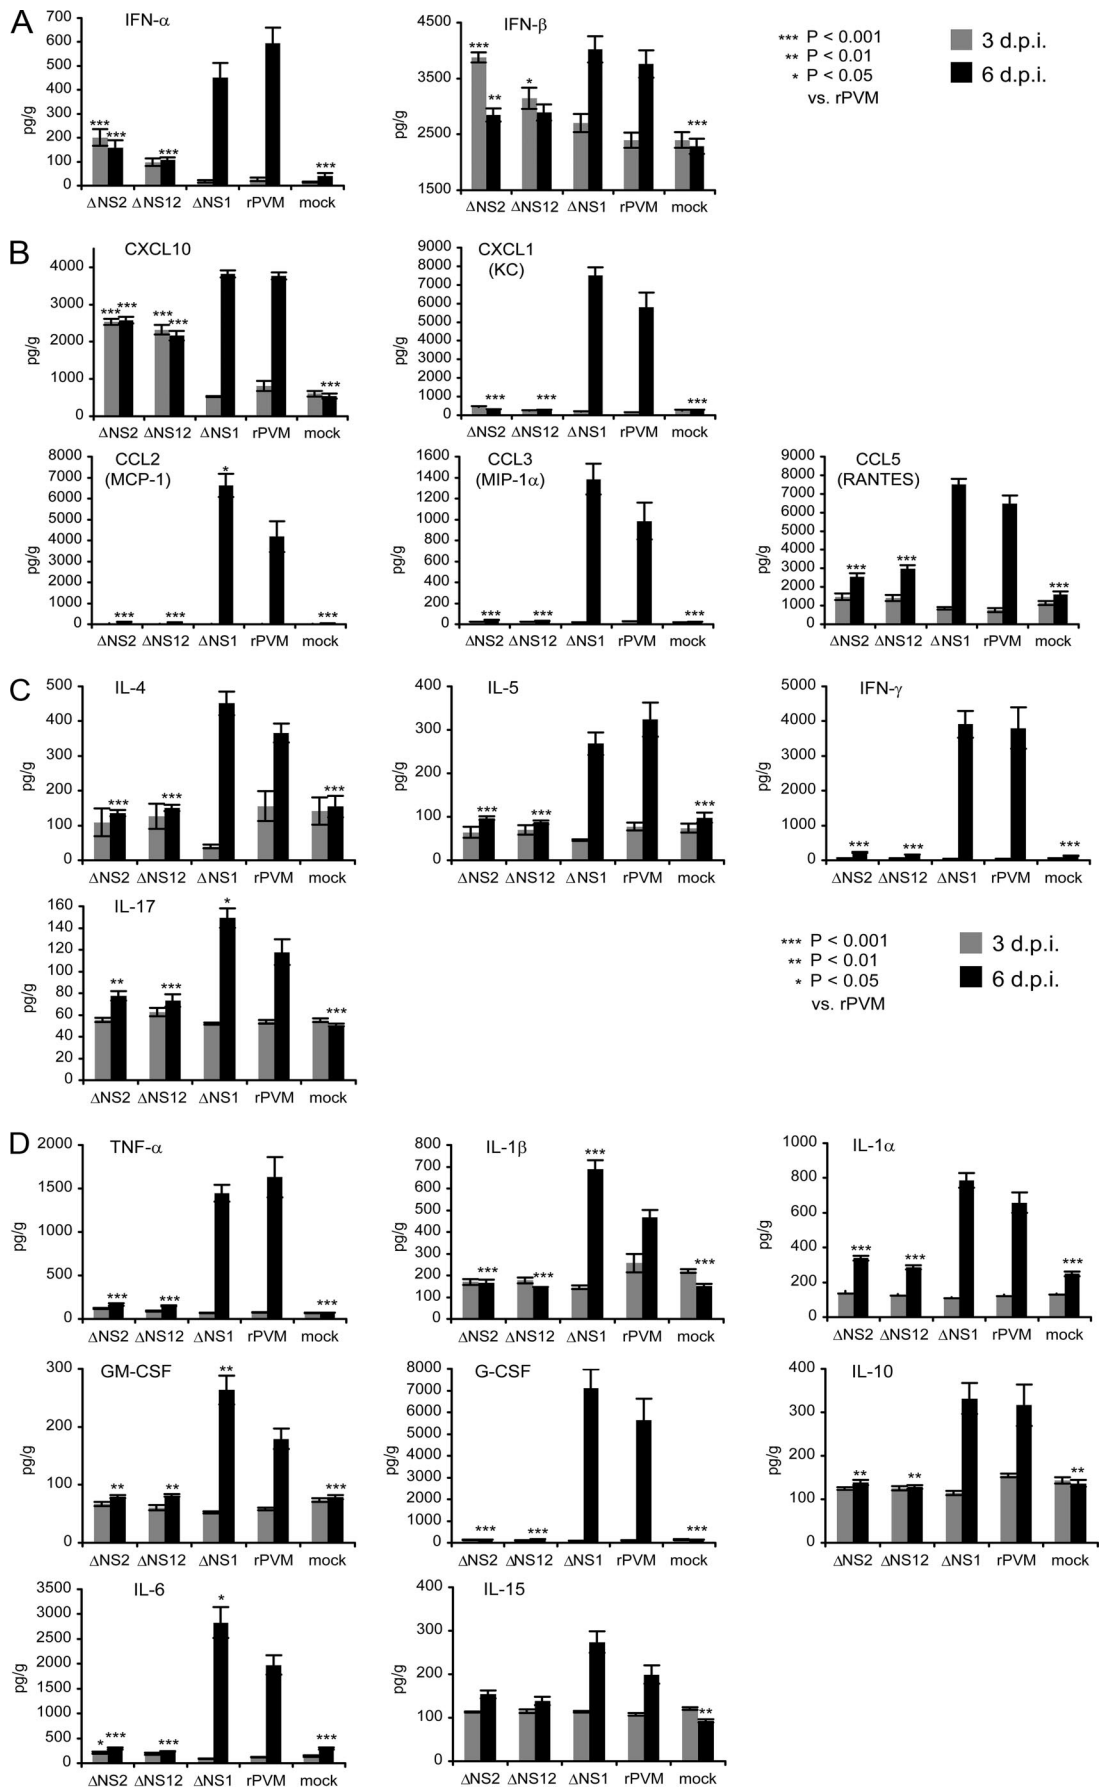 A
IFN-α
700
600
500
400
300
200
100
0
pg/g
*** *** *** ***
ΔNS2 ΔNS12 ΔNS1 rPVM mock
IFN-β
4500
3500
2500
1500
pg/g
*** ** * ***
ΔNS2 ΔNS12 ΔNS1 rPVM mock
*** P < 0.001
** P < 0.01
* P < 0.05
vs. rPVM
3 d.p.i.
6 d.p.i.
B
CXCL10
4000
3000
2000
1000
0
pg/g
*** *** *** *** ***
ΔNS2 ΔNS12 ΔNS1 rPVM mock
CXCL1
(KC)
9000
8000
7000
6000
5000
4000
3000
2000
1000
0
pg/g
*** *** ***
ΔNS2 ΔNS12 ΔNS1 rPVM mock
CCL2
(MCP-1)
8000
7000
6000
5000
4000
3000
2000
1000
0
pg/g
*** *** * ***
ΔNS2 ΔNS12 ΔNS1 rPVM mock
CCL3
(MIP-1α)
1600
1400
1200
1000
800
600
400
200
0
pg/g
*** *** ***
ΔNS2 ΔNS12 ΔNS1 rPVM mock
CCL5
(RANTES)
9000
8000
7000
6000
5000
4000
3000
2000
1000
0
pg/g
*** *** ***
ΔNS2 ΔNS12 ΔNS1 rPVM mock
C
IL-4
500
400
300
200
100
0
pg/g
*** *** ***
ΔNS2 ΔNS12 ΔNS1 rPVM mock
IL-5
400
300
200
100
0
pg/g
*** *** ***
ΔNS2 ΔNS12 ΔNS1 rPVM mock
IFN-γ
5000
4000
3000
2000
1000
0
pg/g
*** *** ***
ΔNS2 ΔNS12 ΔNS1 rPVM mock
IL-17
160
140
120
100
80
60
40
20
0
pg/g
** *** * ***
ΔNS2 ΔNS12 ΔNS1 rPVM mock
*** P < 0.001
** P < 0.01
* P < 0.05
vs. rPVM
3 d.p.i.
6 d.p.i.
D
TNF-α
2000
1500
1000
500
0
pg/g
*** *** ***
ΔNS2 ΔNS12 ΔNS1 rPVM mock
IL-1β
800
700
600
500
400
300
200
100
0
pg/g
*** *** *** ***
ΔNS2 ΔNS12 ΔNS1 rPVM mock
IL-1α
1000
800
600
400
200
0
pg/g
*** *** ***
ΔNS2 ΔNS12 ΔNS1 rPVM mock
GM-CSF
300
200
100
0
pg/g
** ** ** ***
ΔNS2 ΔNS12 ΔNS1 rPVM mock
G-CSF
8000
7000
6000
5000
4000
3000
2000
1000
0
pg/g
*** *** ***
ΔNS2 ΔNS12 ΔNS1 rPVM mock
IL-10
400
300
200
100
0
pg/g
** ** **
ΔNS2 ΔNS12 ΔNS1 rPVM mock
IL-6
3500
3000
2500
2000
1500
1000
500
0
pg/g
* *** *** * ***
ΔNS2 ΔNS12 ΔNS1 rPVM mock
IL-15
400
300
200
100
0
pg/g
**
ΔNS2 ΔNS12 ΔNS1 rPVM mock